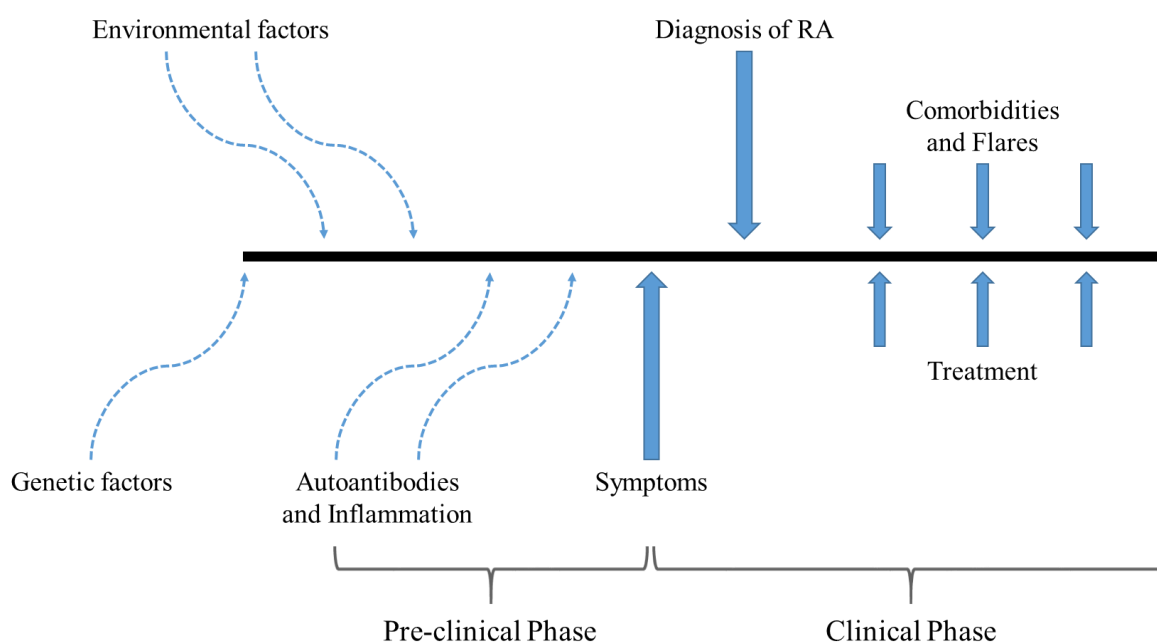 Environmental factors
Diagnosis of RA
Comorbidities
and Flares
Treatment
Genetic factors
Autoantibodies
and Inflammation
Symptoms
Pre-clinical Phase
Clinical Phase